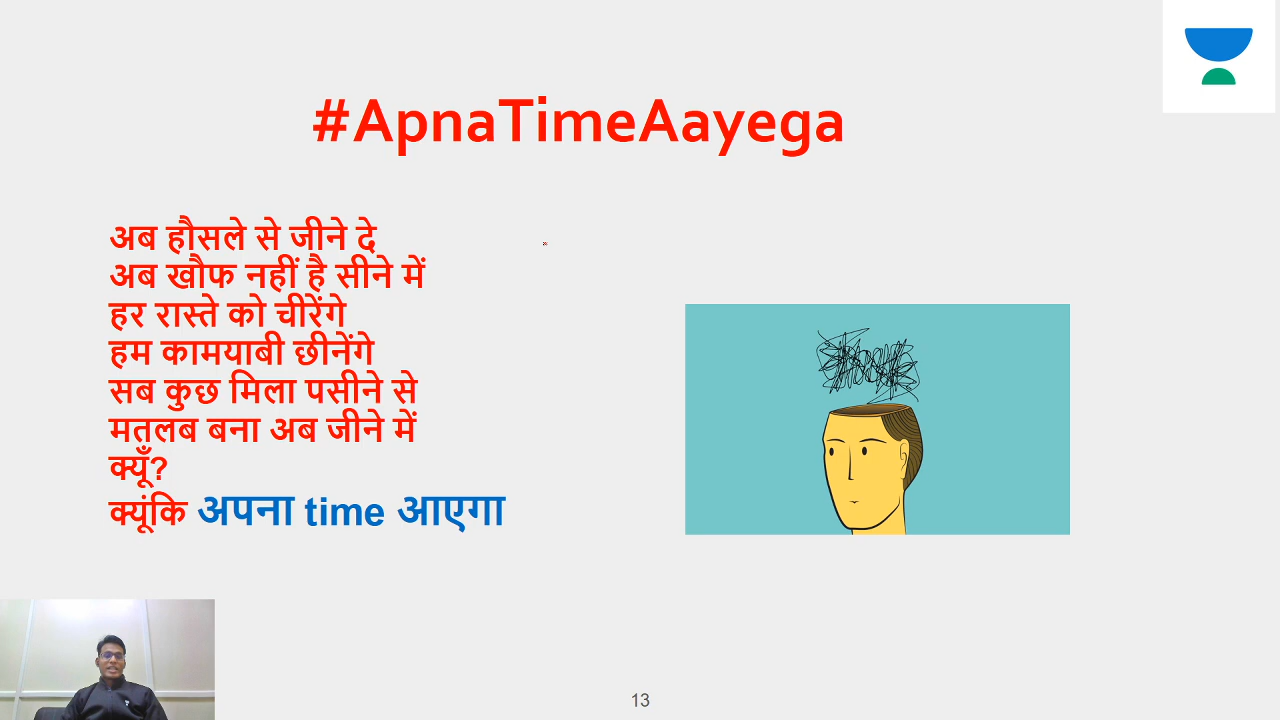 #ApnaTimeAayega
अब हौसले से जीने दे
अब खौफ नहीं है सीने में
हर रास्ते को चीरेंगे
हम कामयाबी छीनेंगे
सब कुछ मिला पसीने से
मतलब बना अब जीने में
क्यूँ?
क्यूंकि अपना time आएगा
13